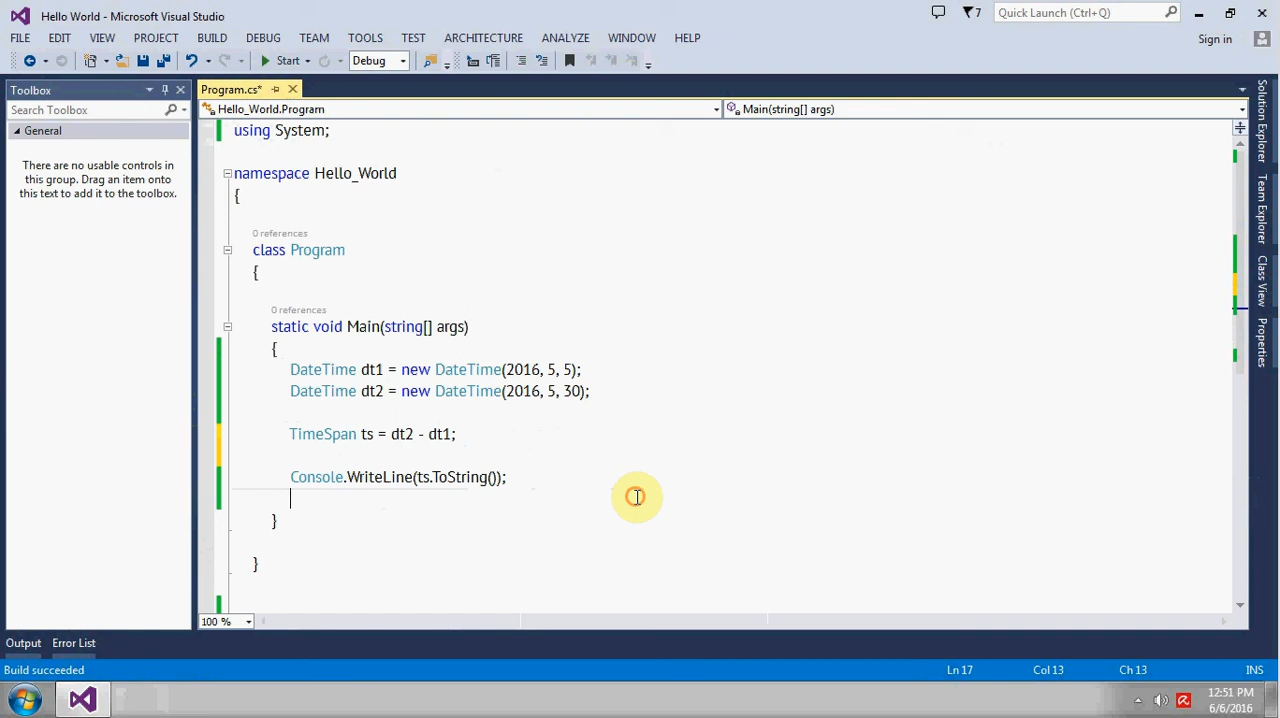 Hello World - Microsoft Visual Studio
7
Quick Launch (Ctrl+Q)
FILE EDIT VIEW PROJECT BUILD DEBUG TEAM TOOLS TEST ARCHITECTURE ANALYZE WINDOW HELP
Sign in
Start Debug
Toolbox
Search Toolbox
General
There are no usable controls in
this group. Drag an item onto
this text to add it to the toolbox.
Program.cs*
Hello_World.Program
Main(string[] args)
using System;
namespace Hello_World
{
0 references
class Program
{
0 references
static void Main(string[] args)
{
DateTime dt1 = new DateTime(2016, 5, 5);
DateTime dt2 = new DateTime(2016, 5, 30);
TimeSpan ts = dt2 - dt1;
Console.WriteLine(ts.ToString());
}
}
100 %
Solution Explorer
Team Explorer
Class View
Properties
Output Error List
Build succeeded
Ln 17 Col 13 Ch 13 INS
12:51 PM
6/6/2016